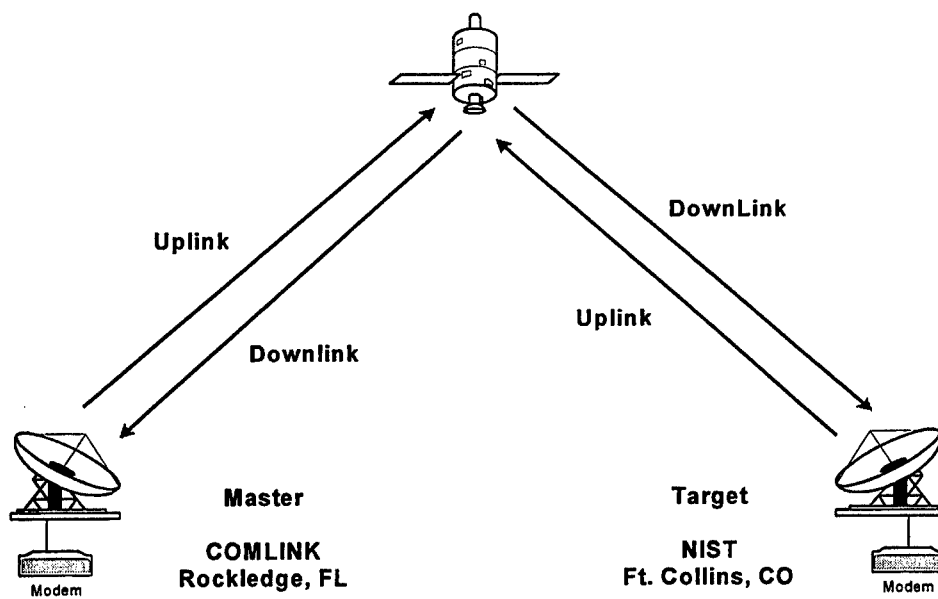 DownLink
Uplink
Uplink
Downlink
Master
Target
COMLINK
Rockledge, FL
NIST
Ft. Collins, CO
Modem
Modem